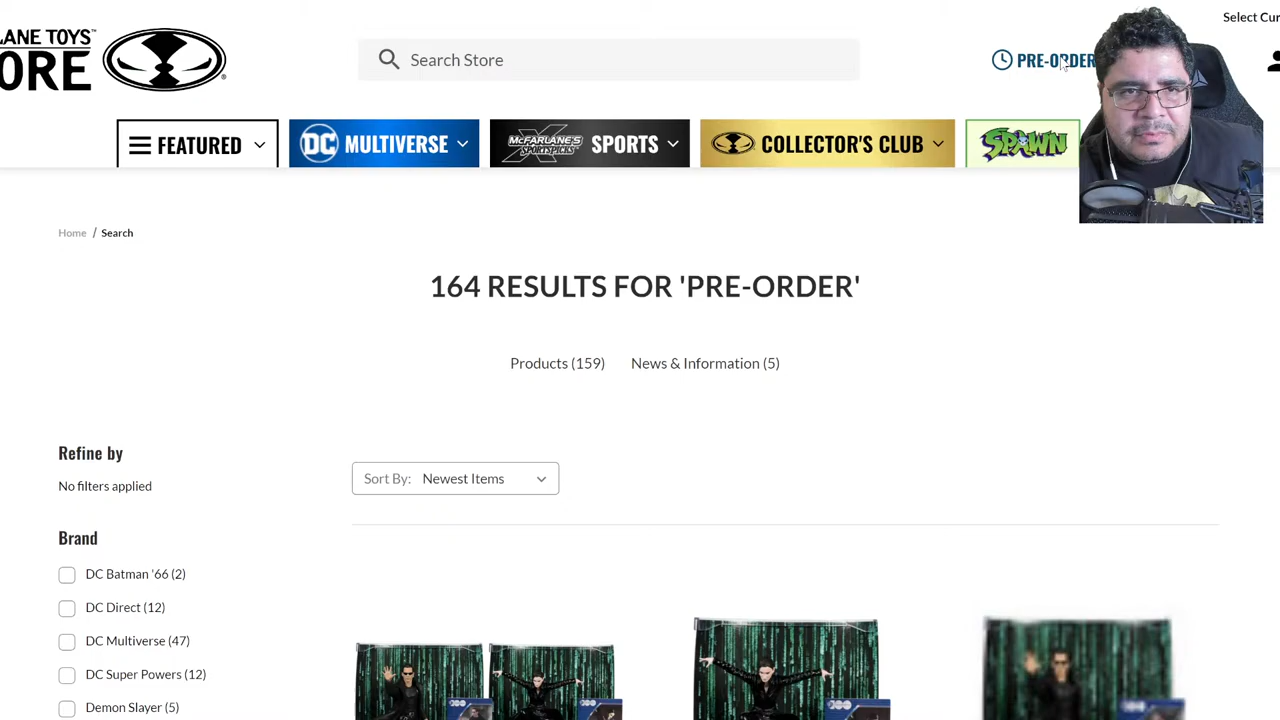 Select Cur
LANE TOYS™
ORE
Search Store
PRE-ORDER
FEATURED
DC MULTIVERSE
McFARLANE'S SPORTSPICKS SPORTS
COLLECTOR'S CLUB
SPAWN
Home / Search
164 RESULTS FOR 'PRE-ORDER'
Products (159) News & Information (5)
Refine by
No filters applied
Sort By: Newest Items
Brand
DC Batman '66 (2)
DC Direct (12)
DC Multiverse (47)
DC Super Powers (12)
Demon Slayer (5)